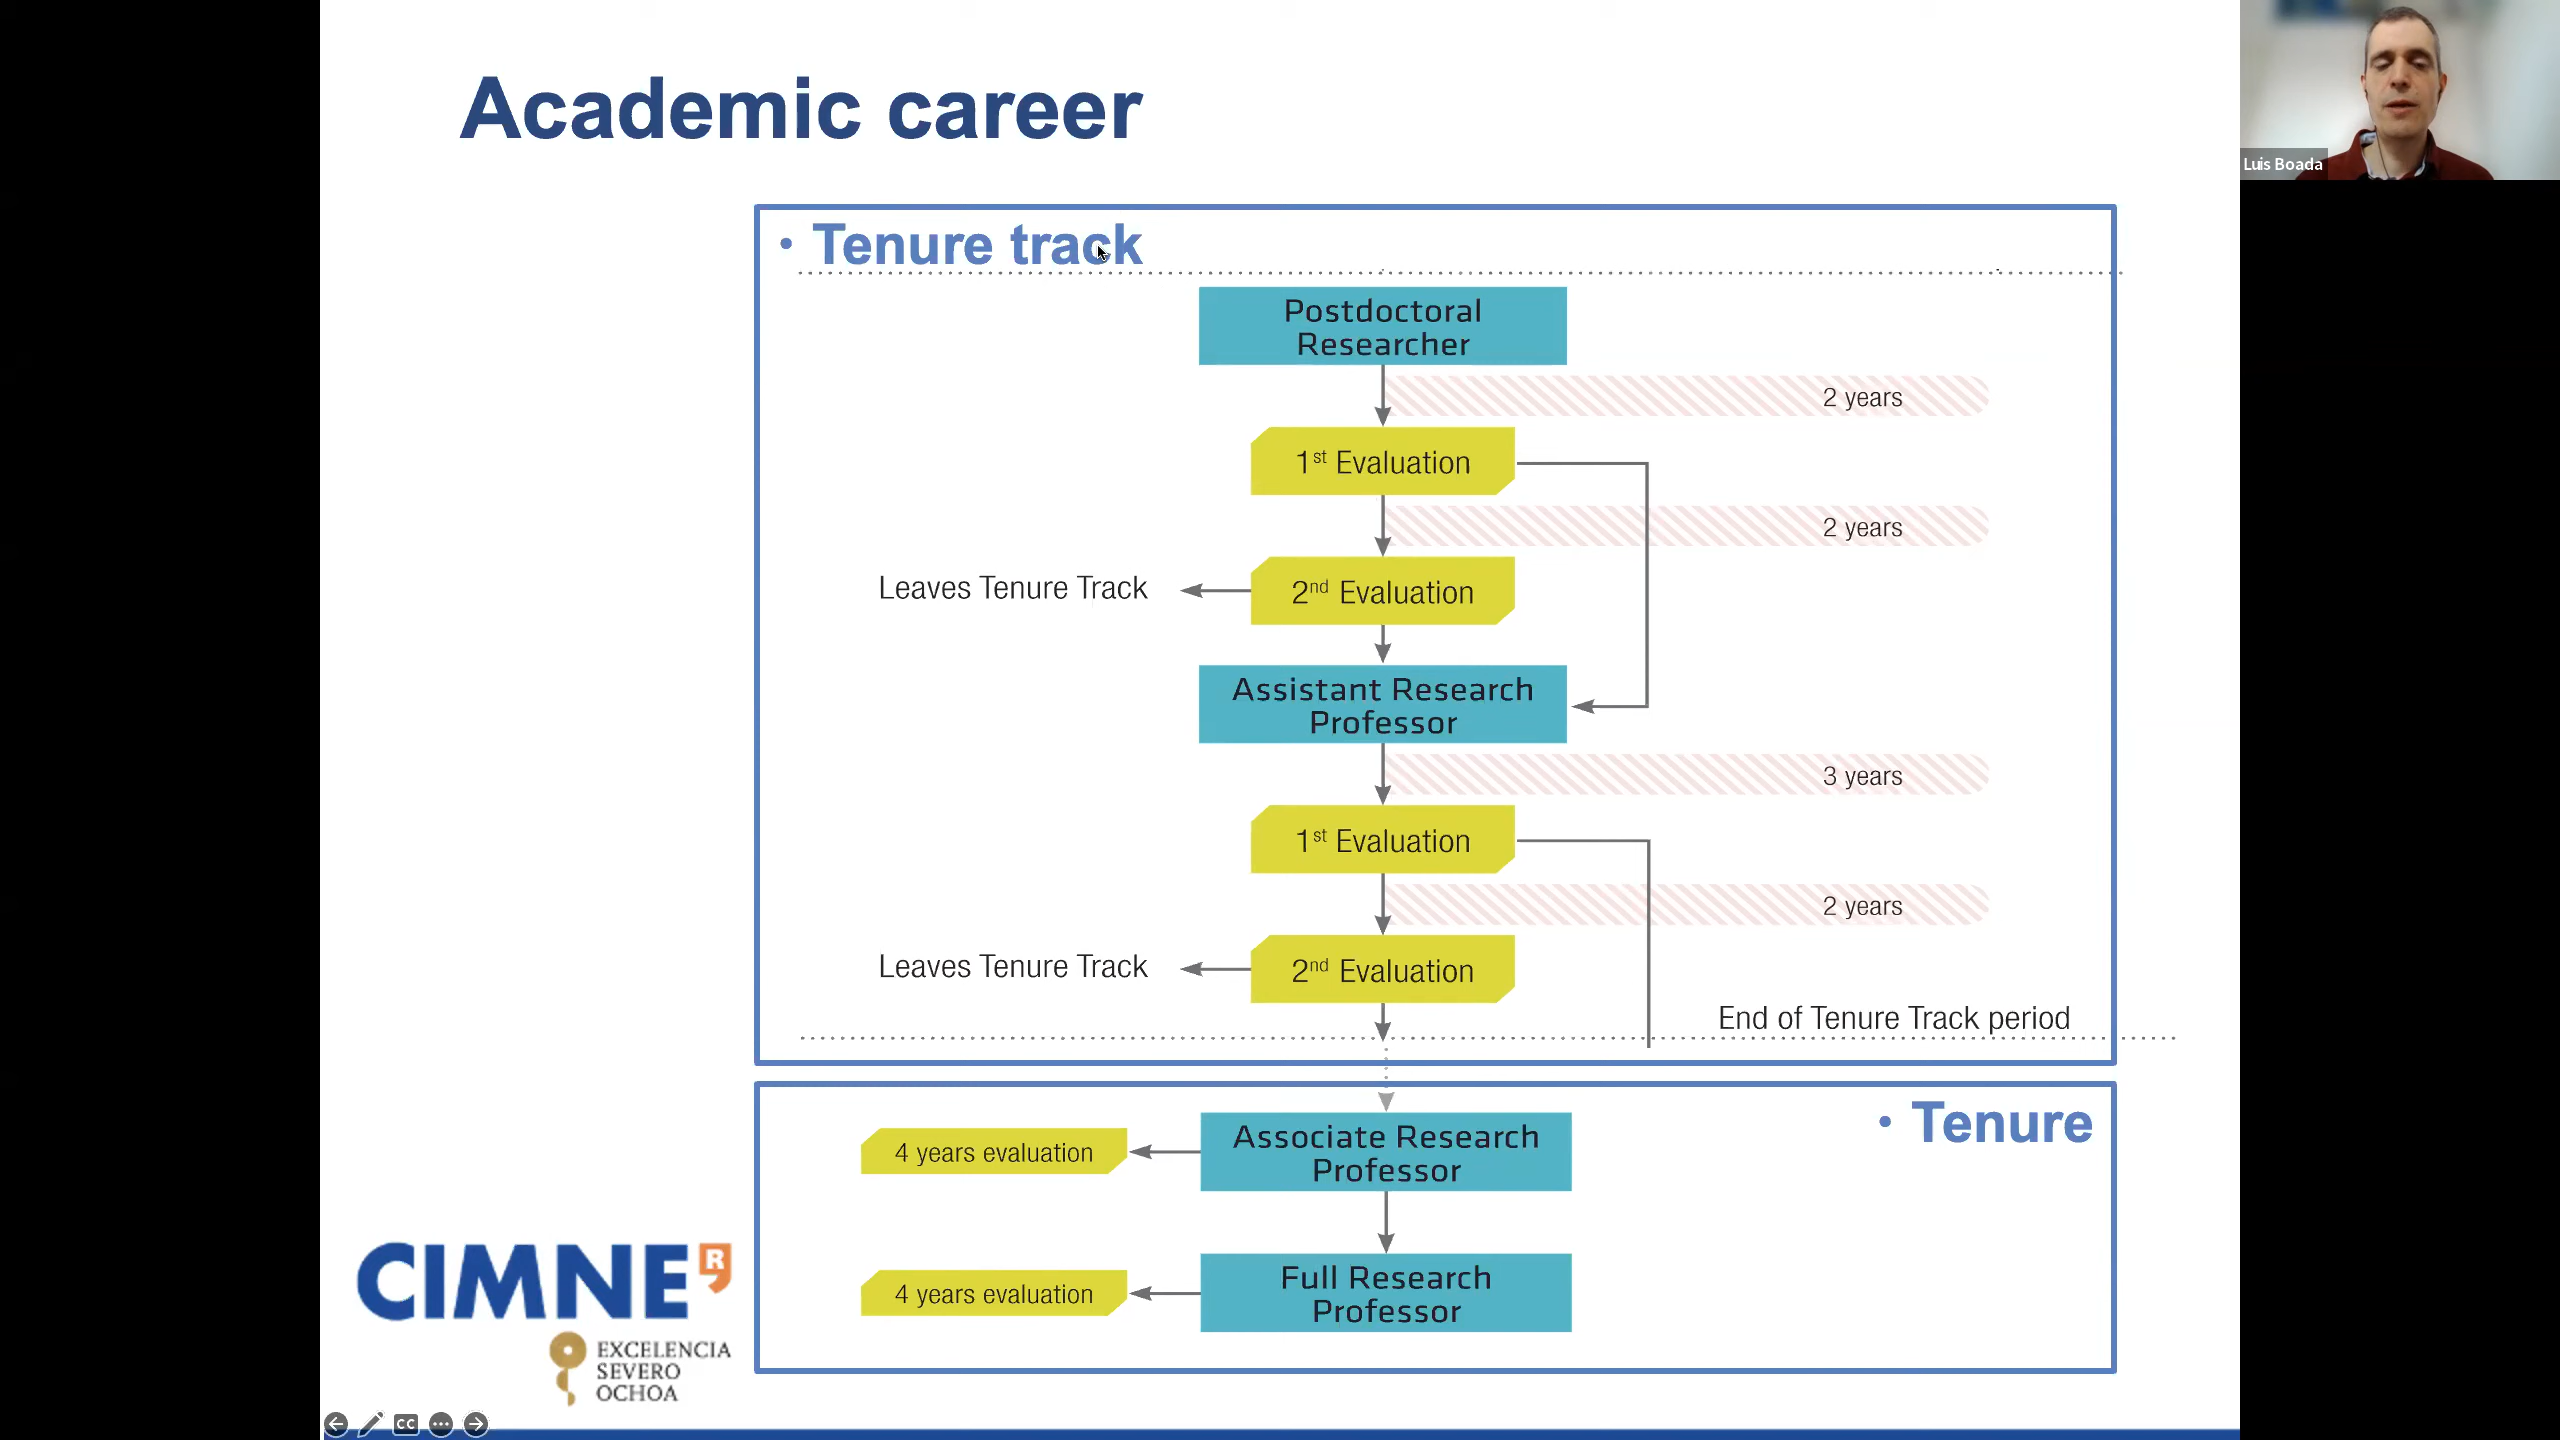 Academic career
Luis Boada
• Tenure track
Postdoctoral
Researcher
2 years
1st Evaluation
2 years
Leaves Tenure Track
2nd Evaluation
Assistant Research
Professor
3 years
1st Evaluation
2 years
Leaves Tenure Track
2nd Evaluation
End of Tenure Track period
• Tenure
Associate Research
Professor
4 years evaluation
Full Research
Professor
4 years evaluation
CIMNE R
EXCELENCIA
SEVERO
OCHOA
CC